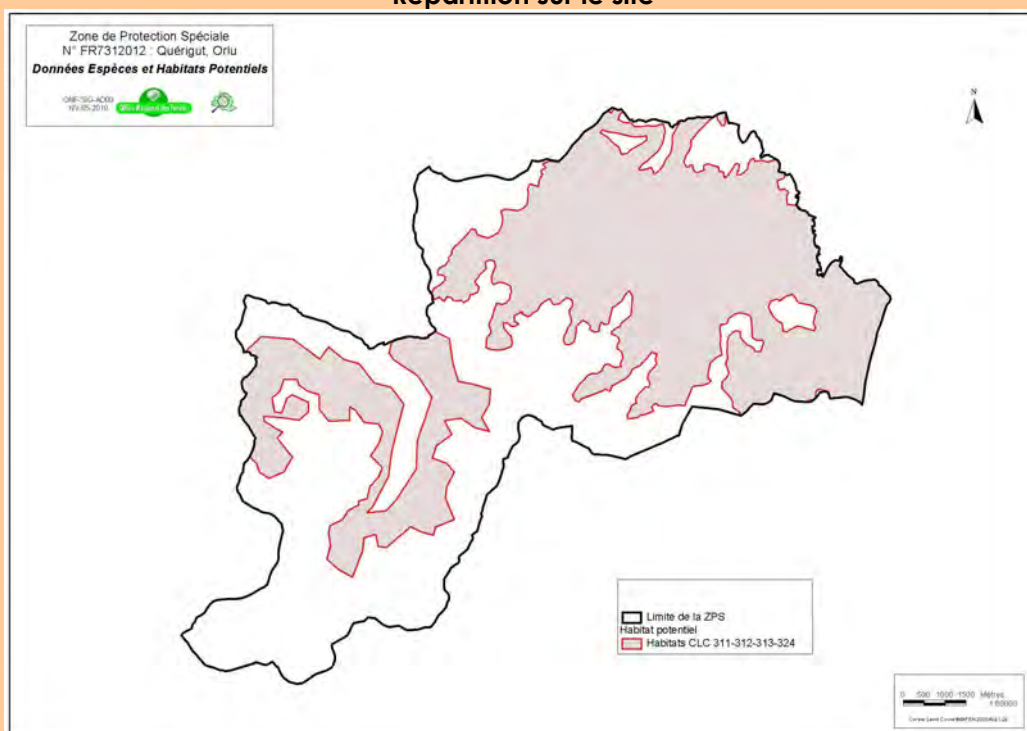 Répartition sur le site
Zone de Protection Spéciale
N° FR7312012 : Quérigut, Orlu
Données Espèces et Habitats Potentiels
N
Limite de la ZPS
Habitat potentiel
Habitats CLC 311-312-313-324
0 500 1000 1500 Mètres